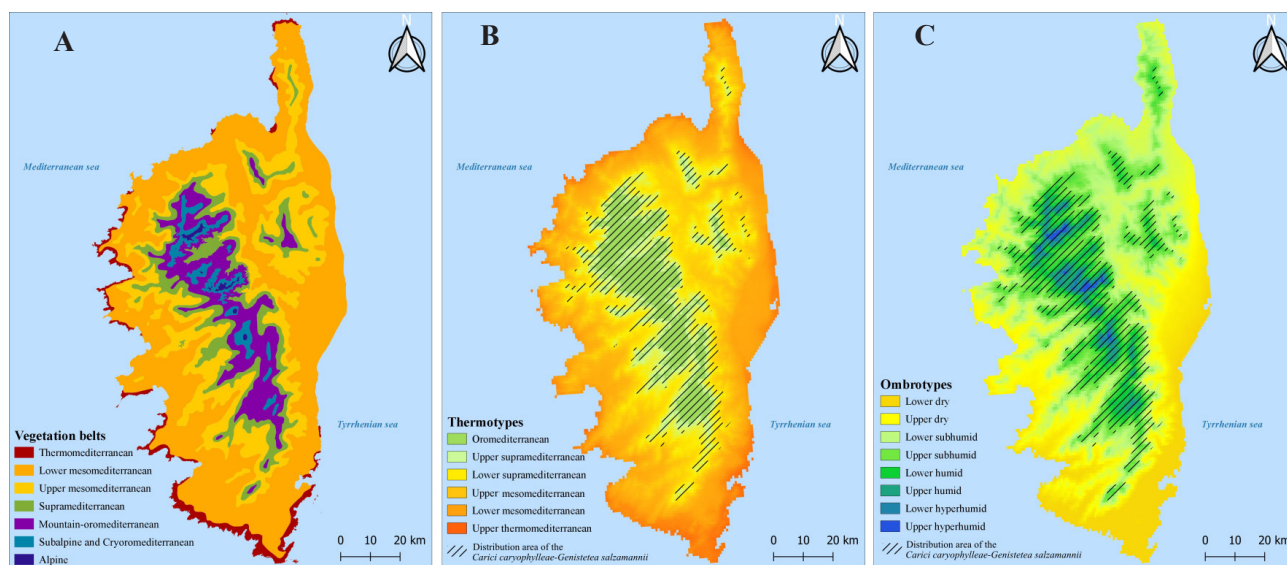 A
N
Mediterranean sea
Tyrrhenian sea
Vegetation belts
Thermomediterranean
Lower mesomediterranean
Upper mesomediterranean
Supramediterranean
Mountain-oromediterranean
Subalpine and Cryoromediterranean
Alpine
0 20 km
B
N
Mediterranean sea
Tyrrhenian sea
Thermotypes
Oromediterranean
Upper supramediterranean
Lower supramediterranean
Upper mesomediterranean
Lower mesomediterranean
Upper thermomediterranean
Distribution area of the
Carici caryophylleae-Genistetea salzamannii
0 20 km
C
N
Mediterranean sea
Tyrrhenian sea
Ombrotypes
Lower dry
Upper dry
Lower subhumid
Upper subhumid
Lower humid
Upper humid
Lower hyperhumid
Upper hyperhumid
Distribution area of the
Carici caryophylleae-Genistetea salzamannii
0 20 km